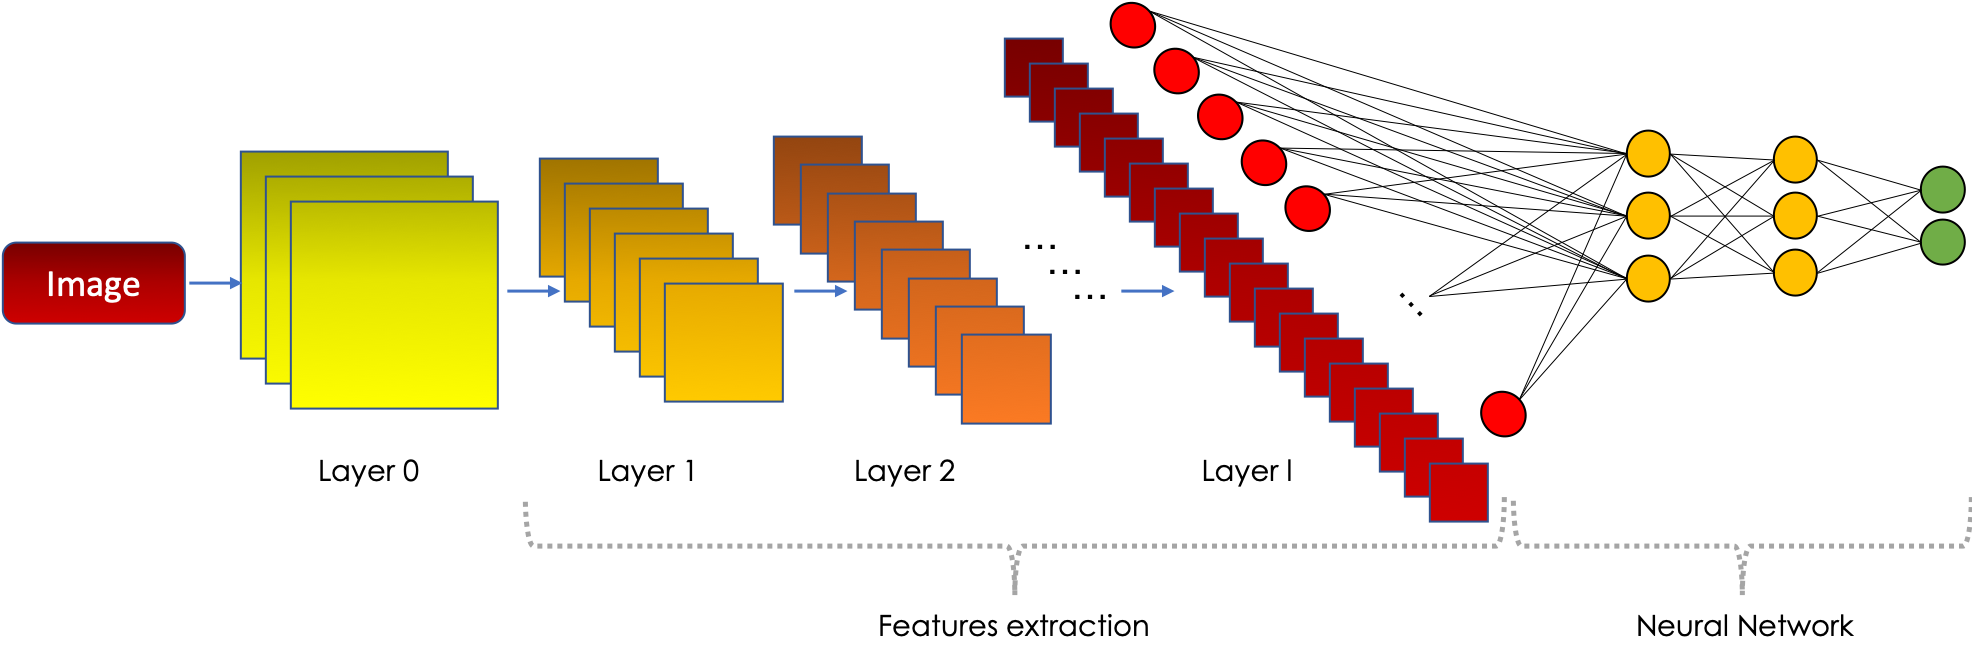 Image
Layer 0
Layer 1
Layer 2
Layer l
Features extraction
Neural Network